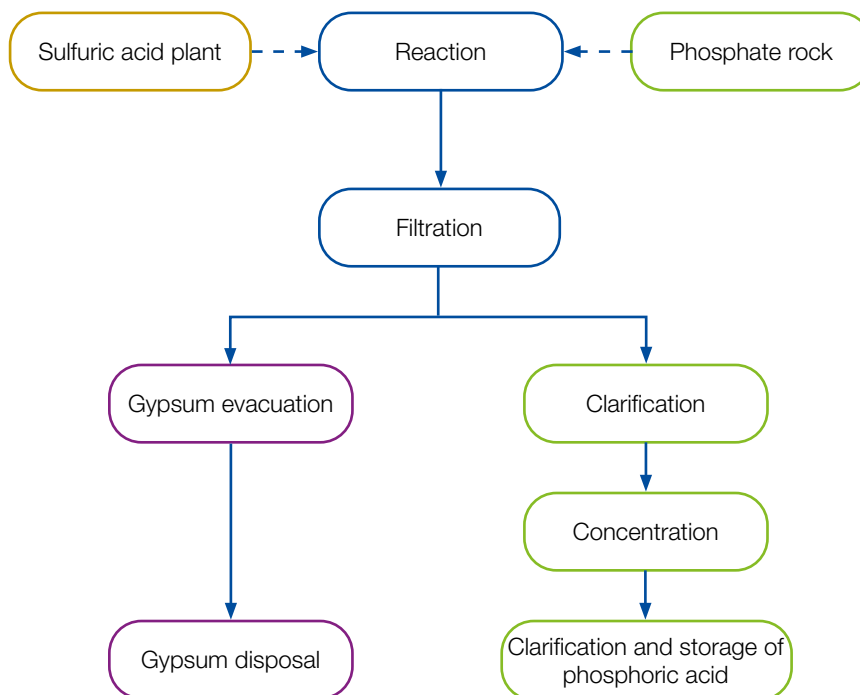 Sulfuric acid plant
Reaction
Phosphate rock
Filtration
Gypsum evacuation
Clarification
Concentration
Gypsum disposal
Clarification and storage of
phosphoric acid